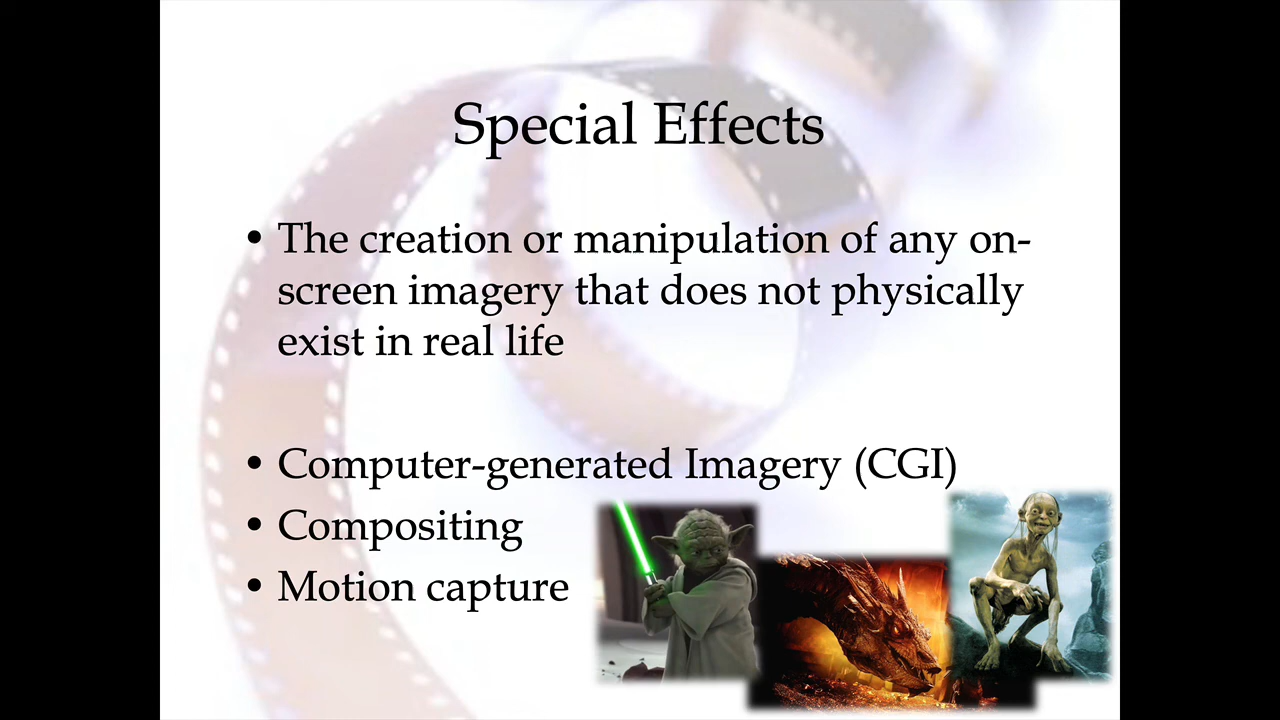 Special Effects
• The creation or manipulation of any on-
screen imagery that does not physically
exist in real life
• Computer-generated Imagery (CGI)
• Compositing
• Motion capture